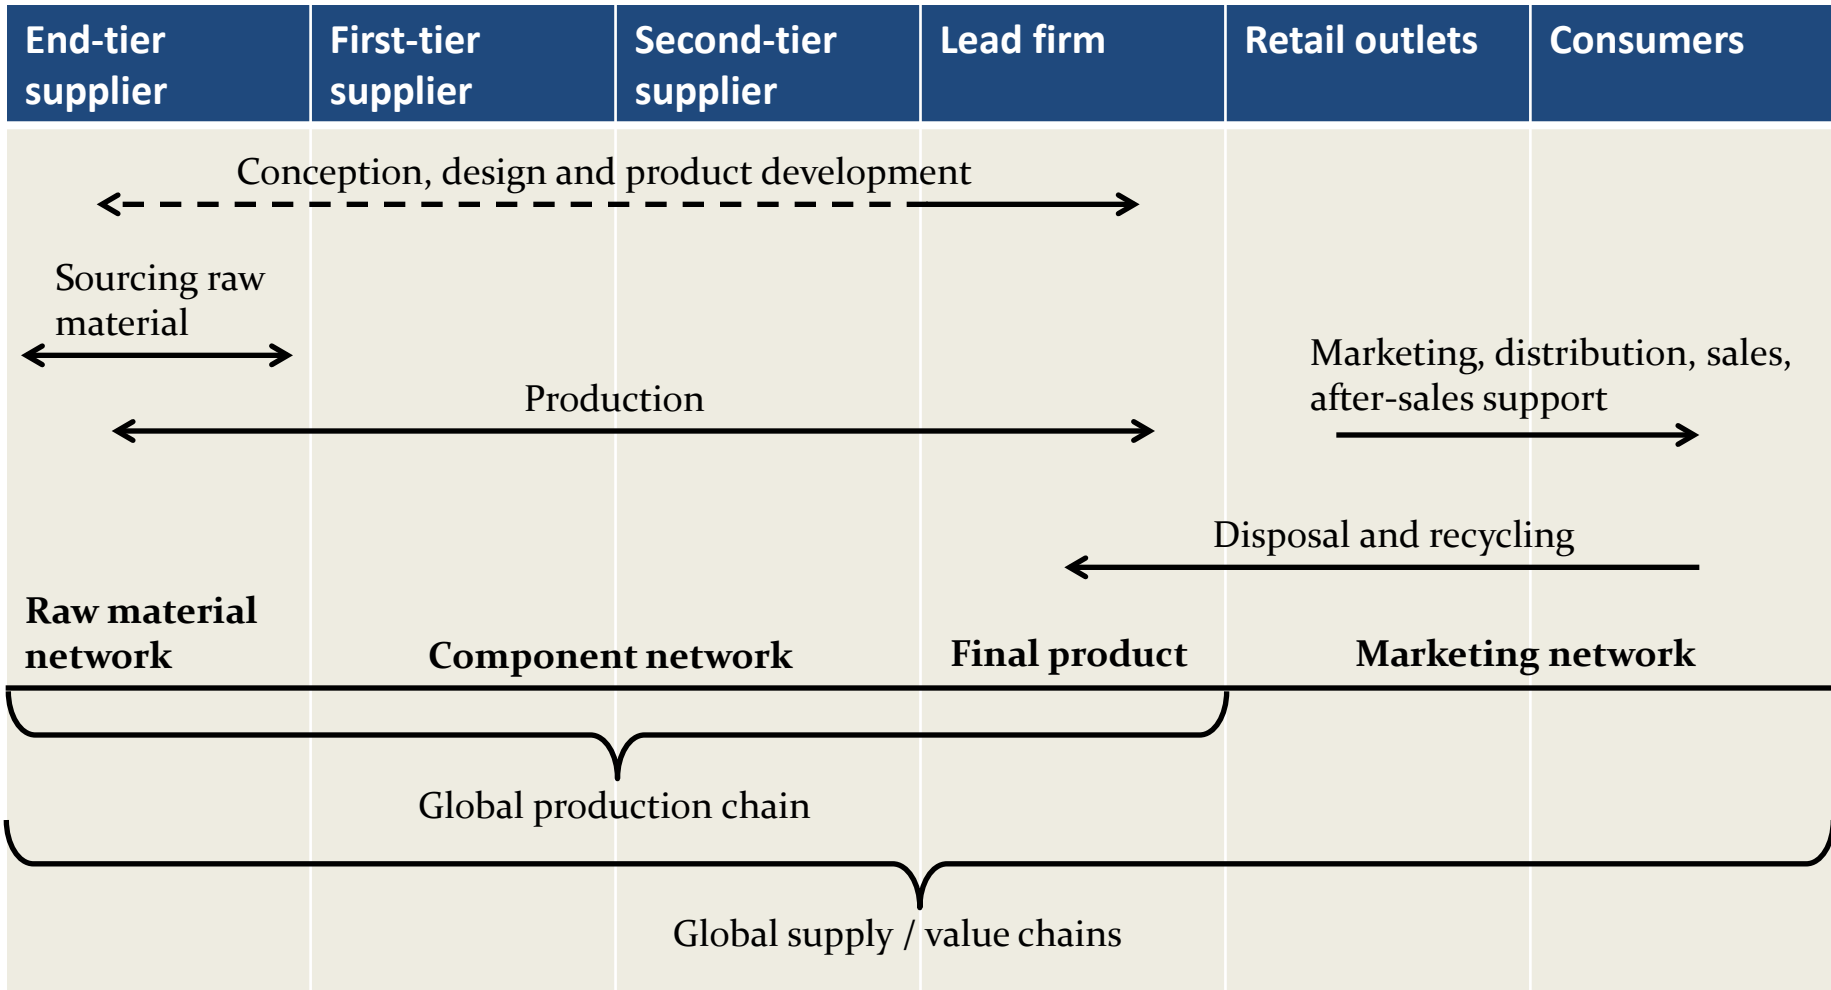 End-tier
supplier
First-tier
supplier
Second-tier
supplier
Lead firm
Retail outlets
Consumers
Conception, design and product development
Sourcing raw
material
Marketing, distribution, sales,
after-sales support
Production
Disposal and recycling
Raw material
network
Component network
Final product
Marketing network
Global production chain
Global supply / value chains